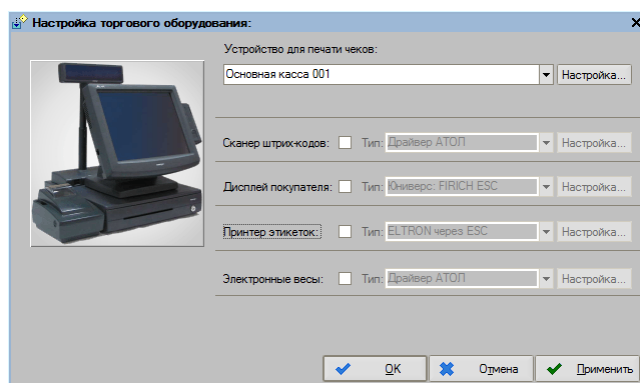 Настройка торгового оборудования:
Устройство для печати чеков:
Основная касса 001 Настройка...
Сканер штрих-кодов: Тип: Драйвер АТОЛ Настройка...
Дисплей покупателя: Тип: Юниверс: FIRICH ESC Настройка...
Принтер этикеток: Тип: ELTRON через ESC Настройка...
Электронные весы: Тип: Драйвер АТОЛ Настройка...
OK Отмена Применить